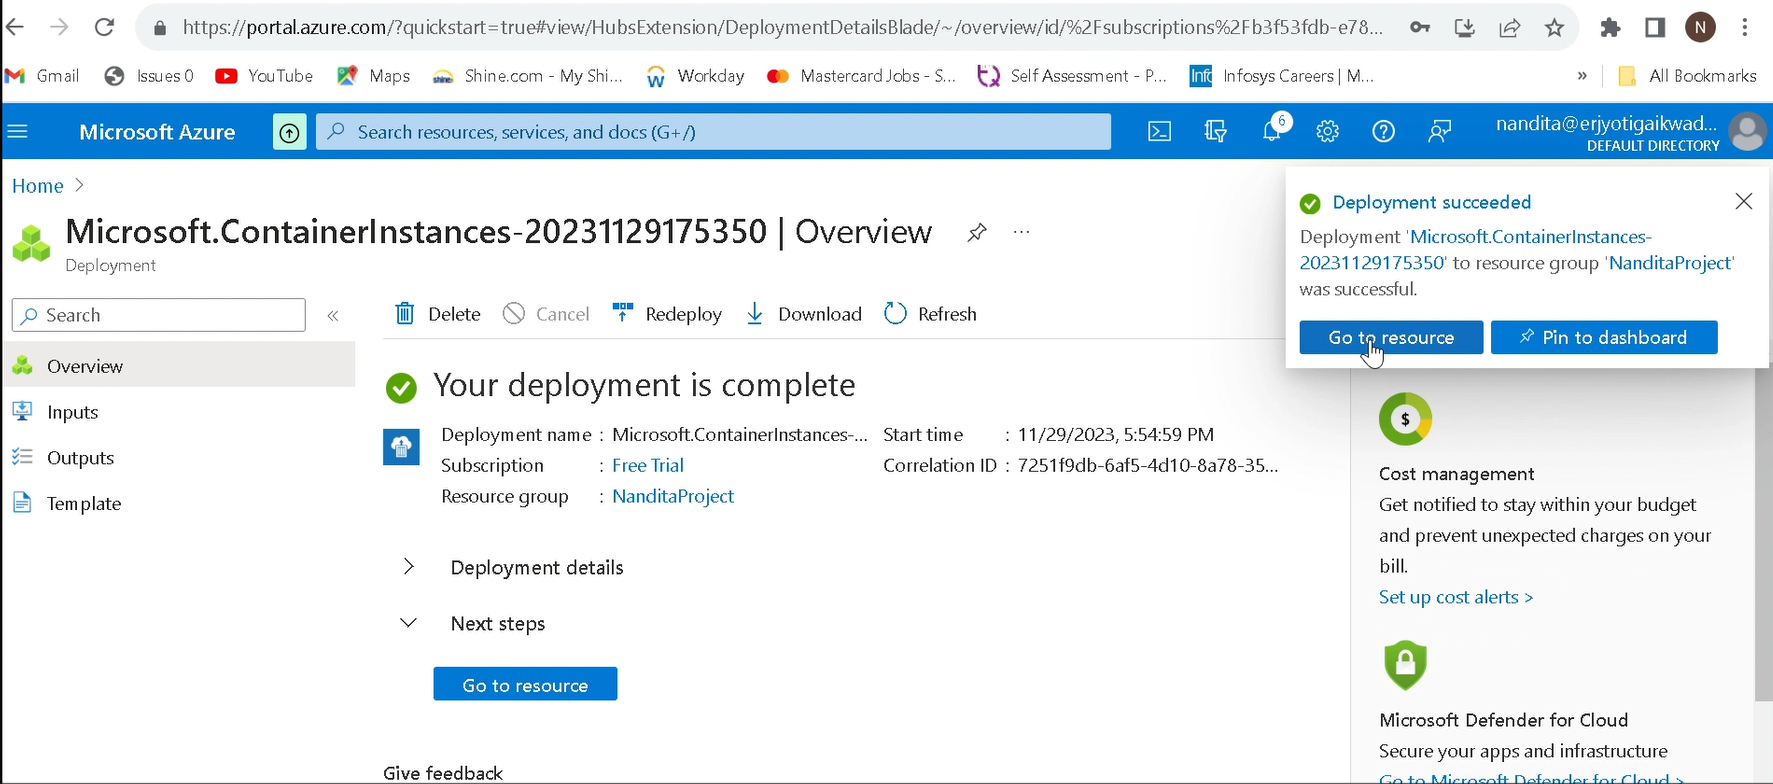 https://portal.azure.com/?quickstart=true#view/HubsExtension/DeploymentDetailsBlade/~/overview/id/%2Fsubscriptions%2Fb3f53fdb-e78...
N
Gmail
Issues 0
YouTube
Maps
Shine.com - My Shi...
Workday
Mastercard Jobs - S...
Self Assessment - P...
Infosys Careers | M...
»
All Bookmarks
Microsoft Azure
Search resources, services, and docs (G+/)
6
nandita@erjyotigaikwad...
DEFAULT DIRECTORY
Home >
Microsoft.ContainerInstances-20231129175350 | Overview
...
Deployment
Deployment succeeded
Deployment 'Microsoft.ContainerInstances-
20231129175350' to resource group 'NanditaProject'
was successful.
Go to resource
Pin to dashboard
Search
«
Overview
Inputs
Outputs
Template
Delete
Cancel
Redeploy
Download
Refresh
Your deployment is complete
Deployment name : Microsoft.ContainerInstances-...
Subscription : Free Trial
Resource group : NanditaProject
Start time : 11/29/2023, 5:54:59 PM
Correlation ID : 7251f9db-6af5-4d10-8a78-35...
Deployment details
Next steps
Go to resource
Give feedback
$
Cost management
Get notified to stay within your budget
and prevent unexpected charges on your
bill.
Set up cost alerts >
Microsoft Defender for Cloud
Secure your apps and infrastructure
Go to Microsoft Defender for Cloud >